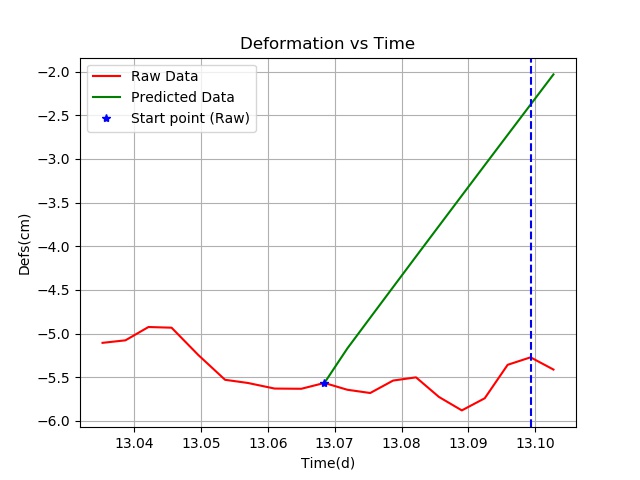 Deformation vs Time
Raw Data
Predicted Data
Start point (Raw)
−2.0
−2.5
−3.0
−3.5
−4.0
−4.5
−5.0
−5.5
−6.0
Defs(cm)
13.04 13.05 13.06 13.07 13.08 13.09 13.10
Time(d)